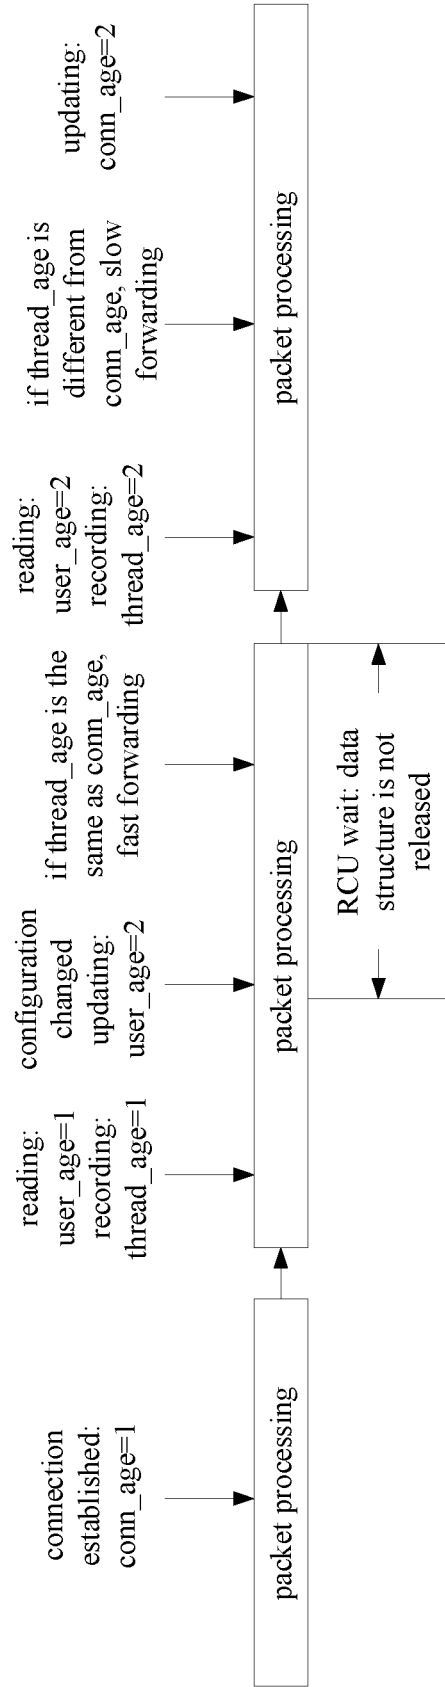 connection
established:
conn_age=1
packet processing
reading:
user_age=1
recording:
thread_age=1
configuration
changed
updating:
user_age=2
if thread_age is the
same as conn_age,
fast forwarding
packet processing
RCU wait: data
structure is not
released
reading:
user_age=2
recording:
thread_age=2
if thread_age is
different from
conn_age, slow
forwarding
updating:
conn_age=2
packet processing